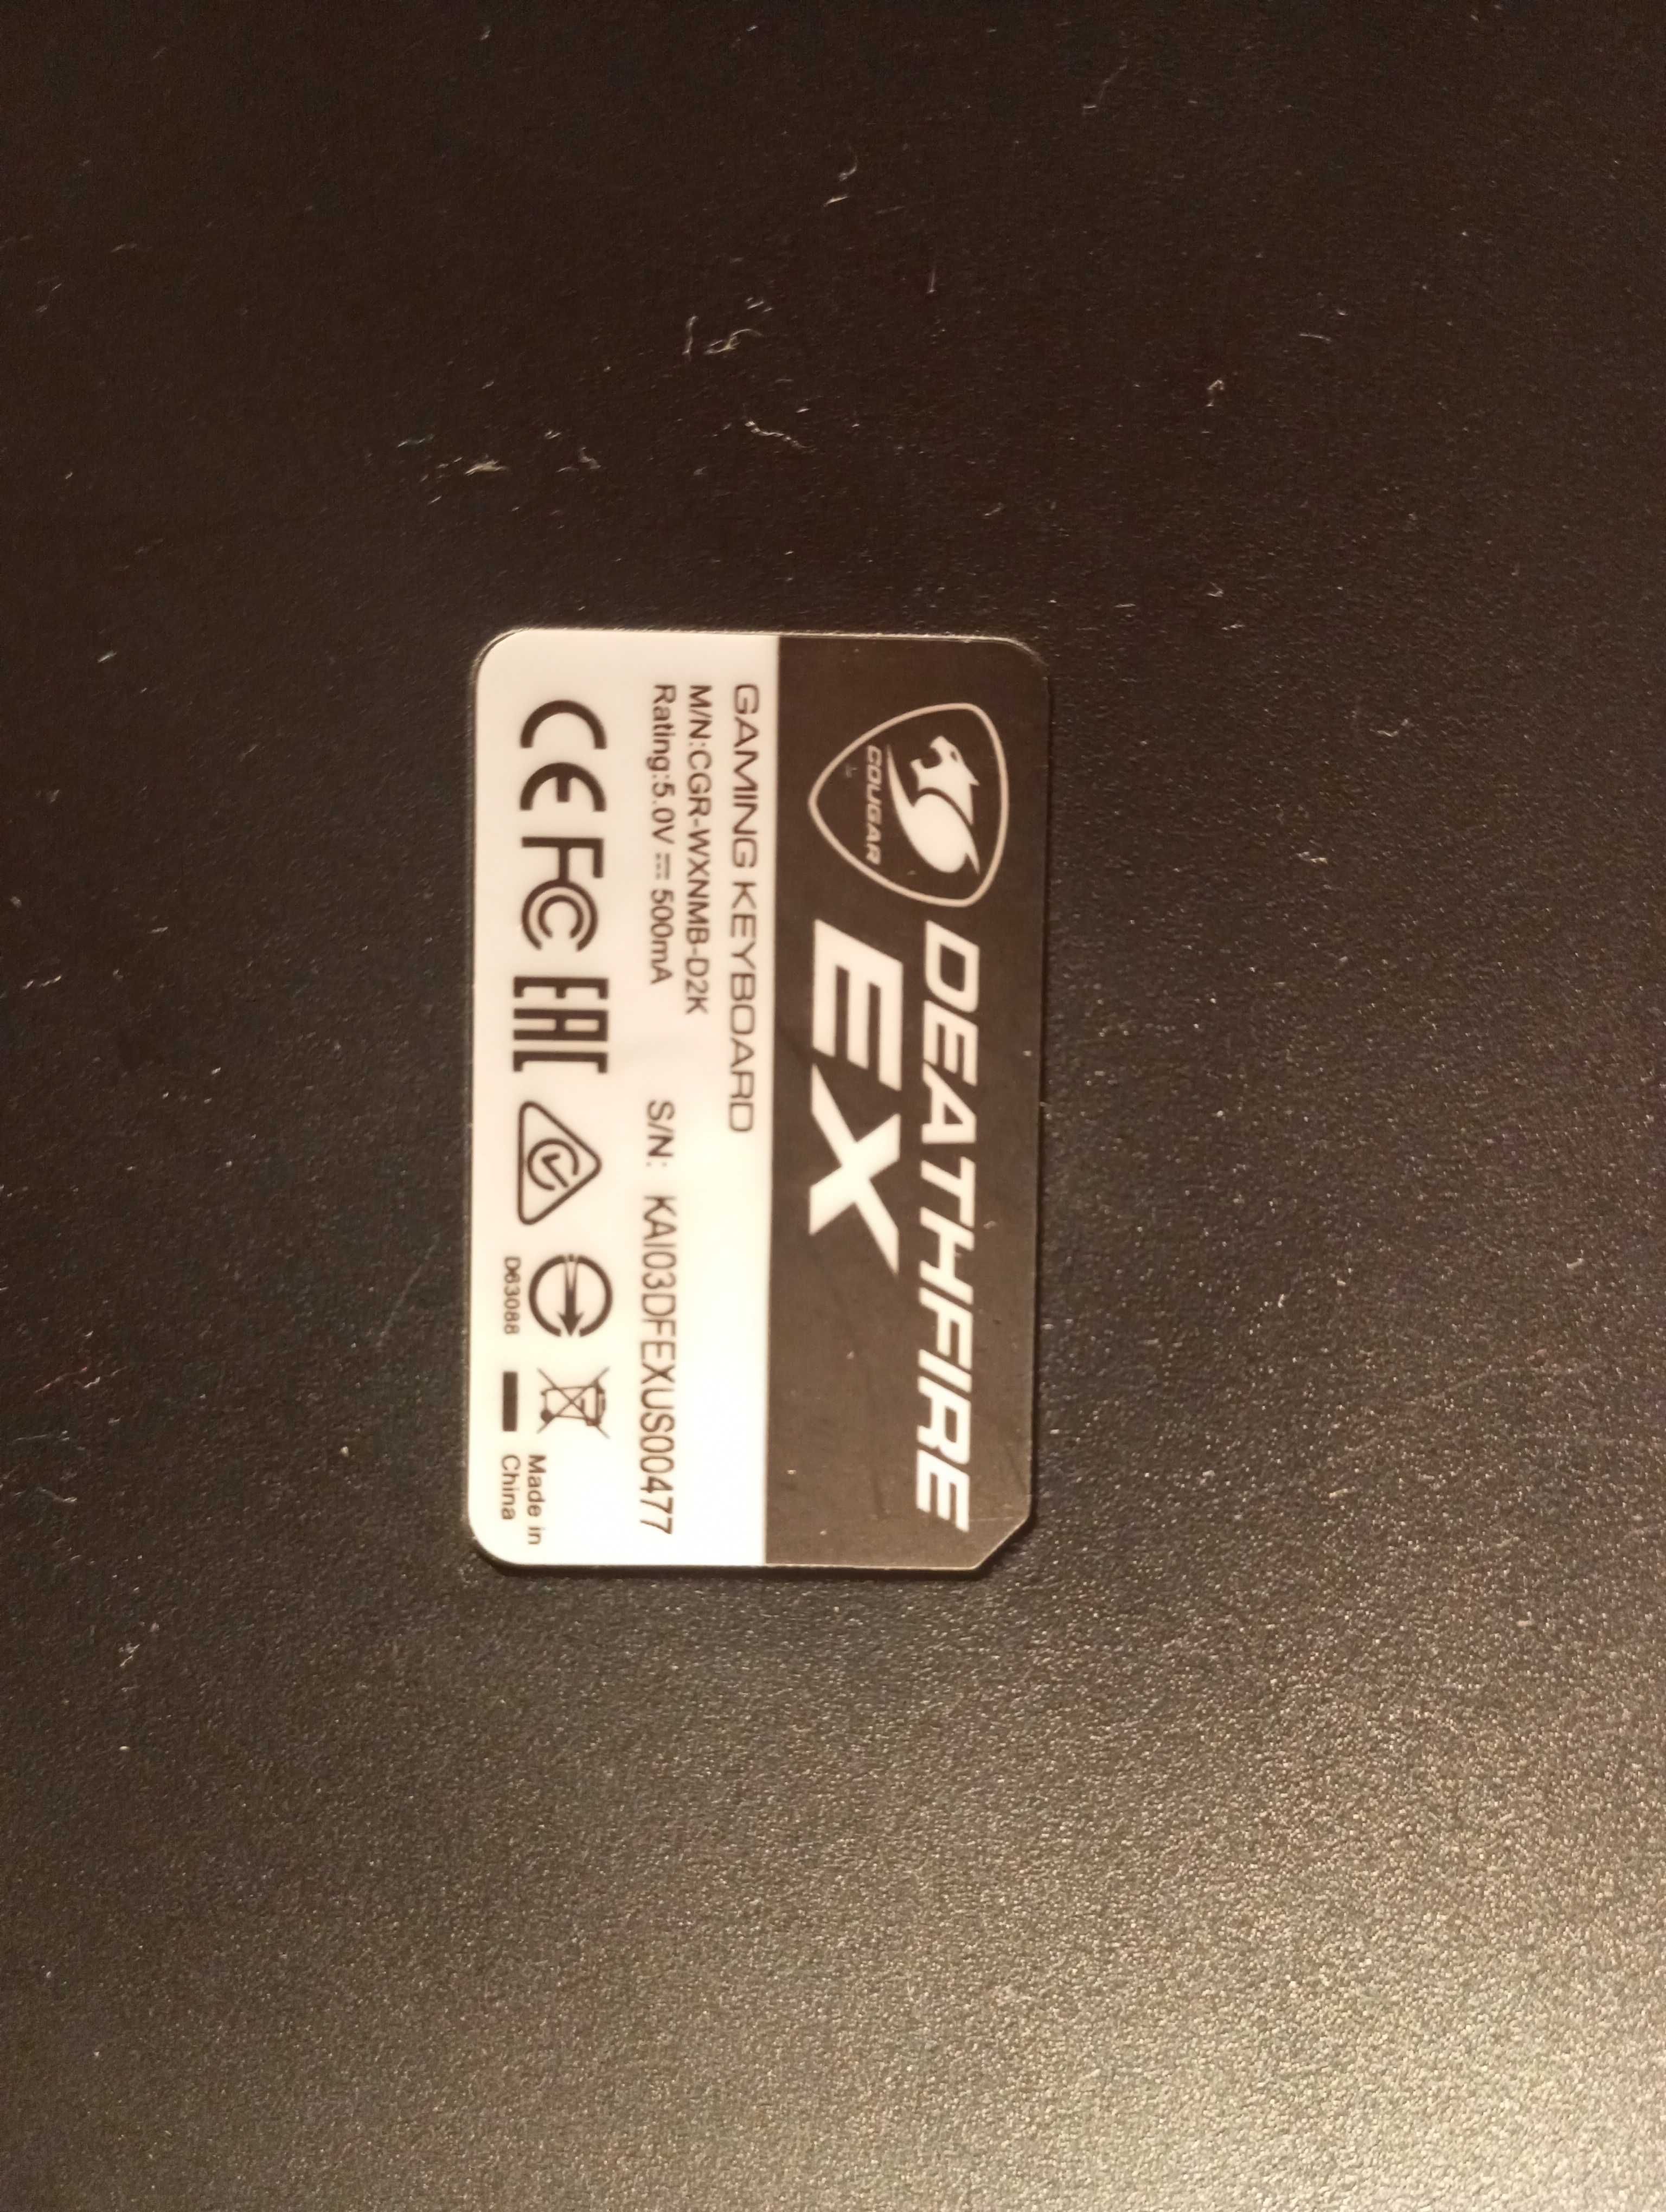 COUGAR
DEATHFIRE
EX
GAMING KEYBOARD
M/N:CGR-WXNMB-D2K
Rating:5.0V ⎓ 500mA
S/N: KAI03DFEXUS00477
CE FC EAC
D63088
Made in
China